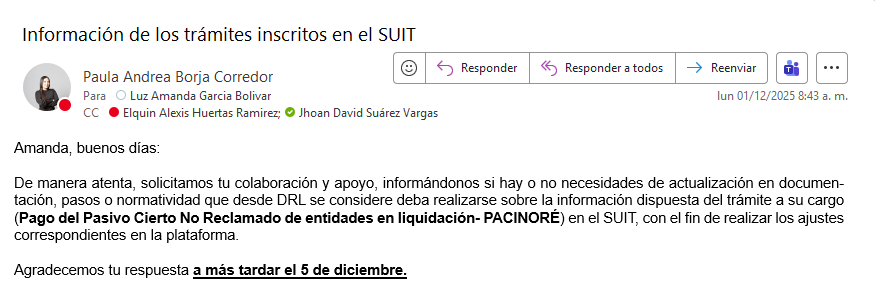 Información de los trámites inscritos en el SUIT
Paula Andrea Borja Corredor
Responder
Responder a todos
Reenviar
Para Luz Amanda Garcia Bolivar
lun 01/12/2025 8:43 a. m.
CC Elquin Alexis Huertas Ramirez; Jhoan David Suárez Vargas
Amanda, buenos días:
De manera atenta, solicitamos tu colaboración y apoyo, informándonos si hay o no necesidades de actualización en documen-
tación, pasos o normatividad que desde DRL se considere deba realizarse sobre la información dispuesta del trámite a su cargo
(Pago del Pasivo Cierto No Reclamado de entidades en liquidación- PACINORÉ) en el SUIT, con el fin de realizar los ajustes
correspondientes en la plataforma.
Agradecemos tu respuesta a más tardar el 5 de diciembre.